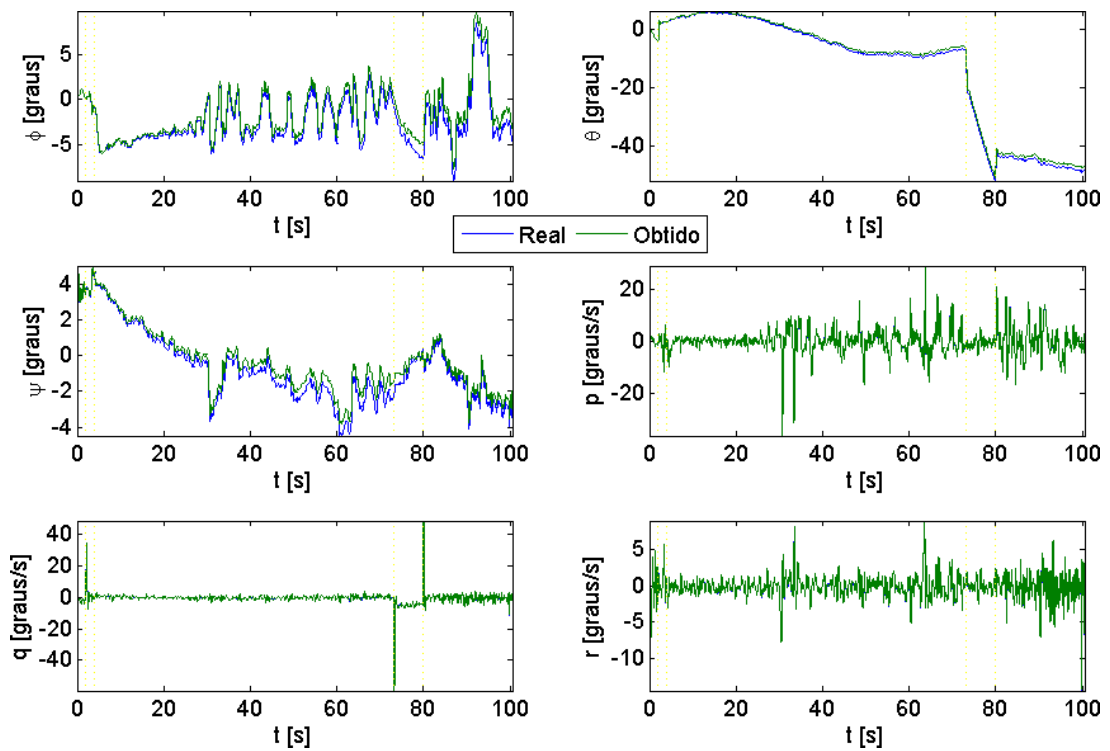 5
0
-5
0 20 40 60 80 100
t [s]
ϕ [graus]
0
-20
-40
0 20 40 60 80 100
t [s]
θ [graus]
Real Obtido
4
2
0
-2
-4
0 20 40 60 80 100
t [s]
ψ [graus]
20
0
-20
0 20 40 60 80 100
t [s]
p [graus/s]
40
20
0
-20
-40
0 20 40 60 80 100
t [s]
q [graus/s]
5
0
-5
-10
0 20 40 60 80 100
t [s]
r [graus/s]